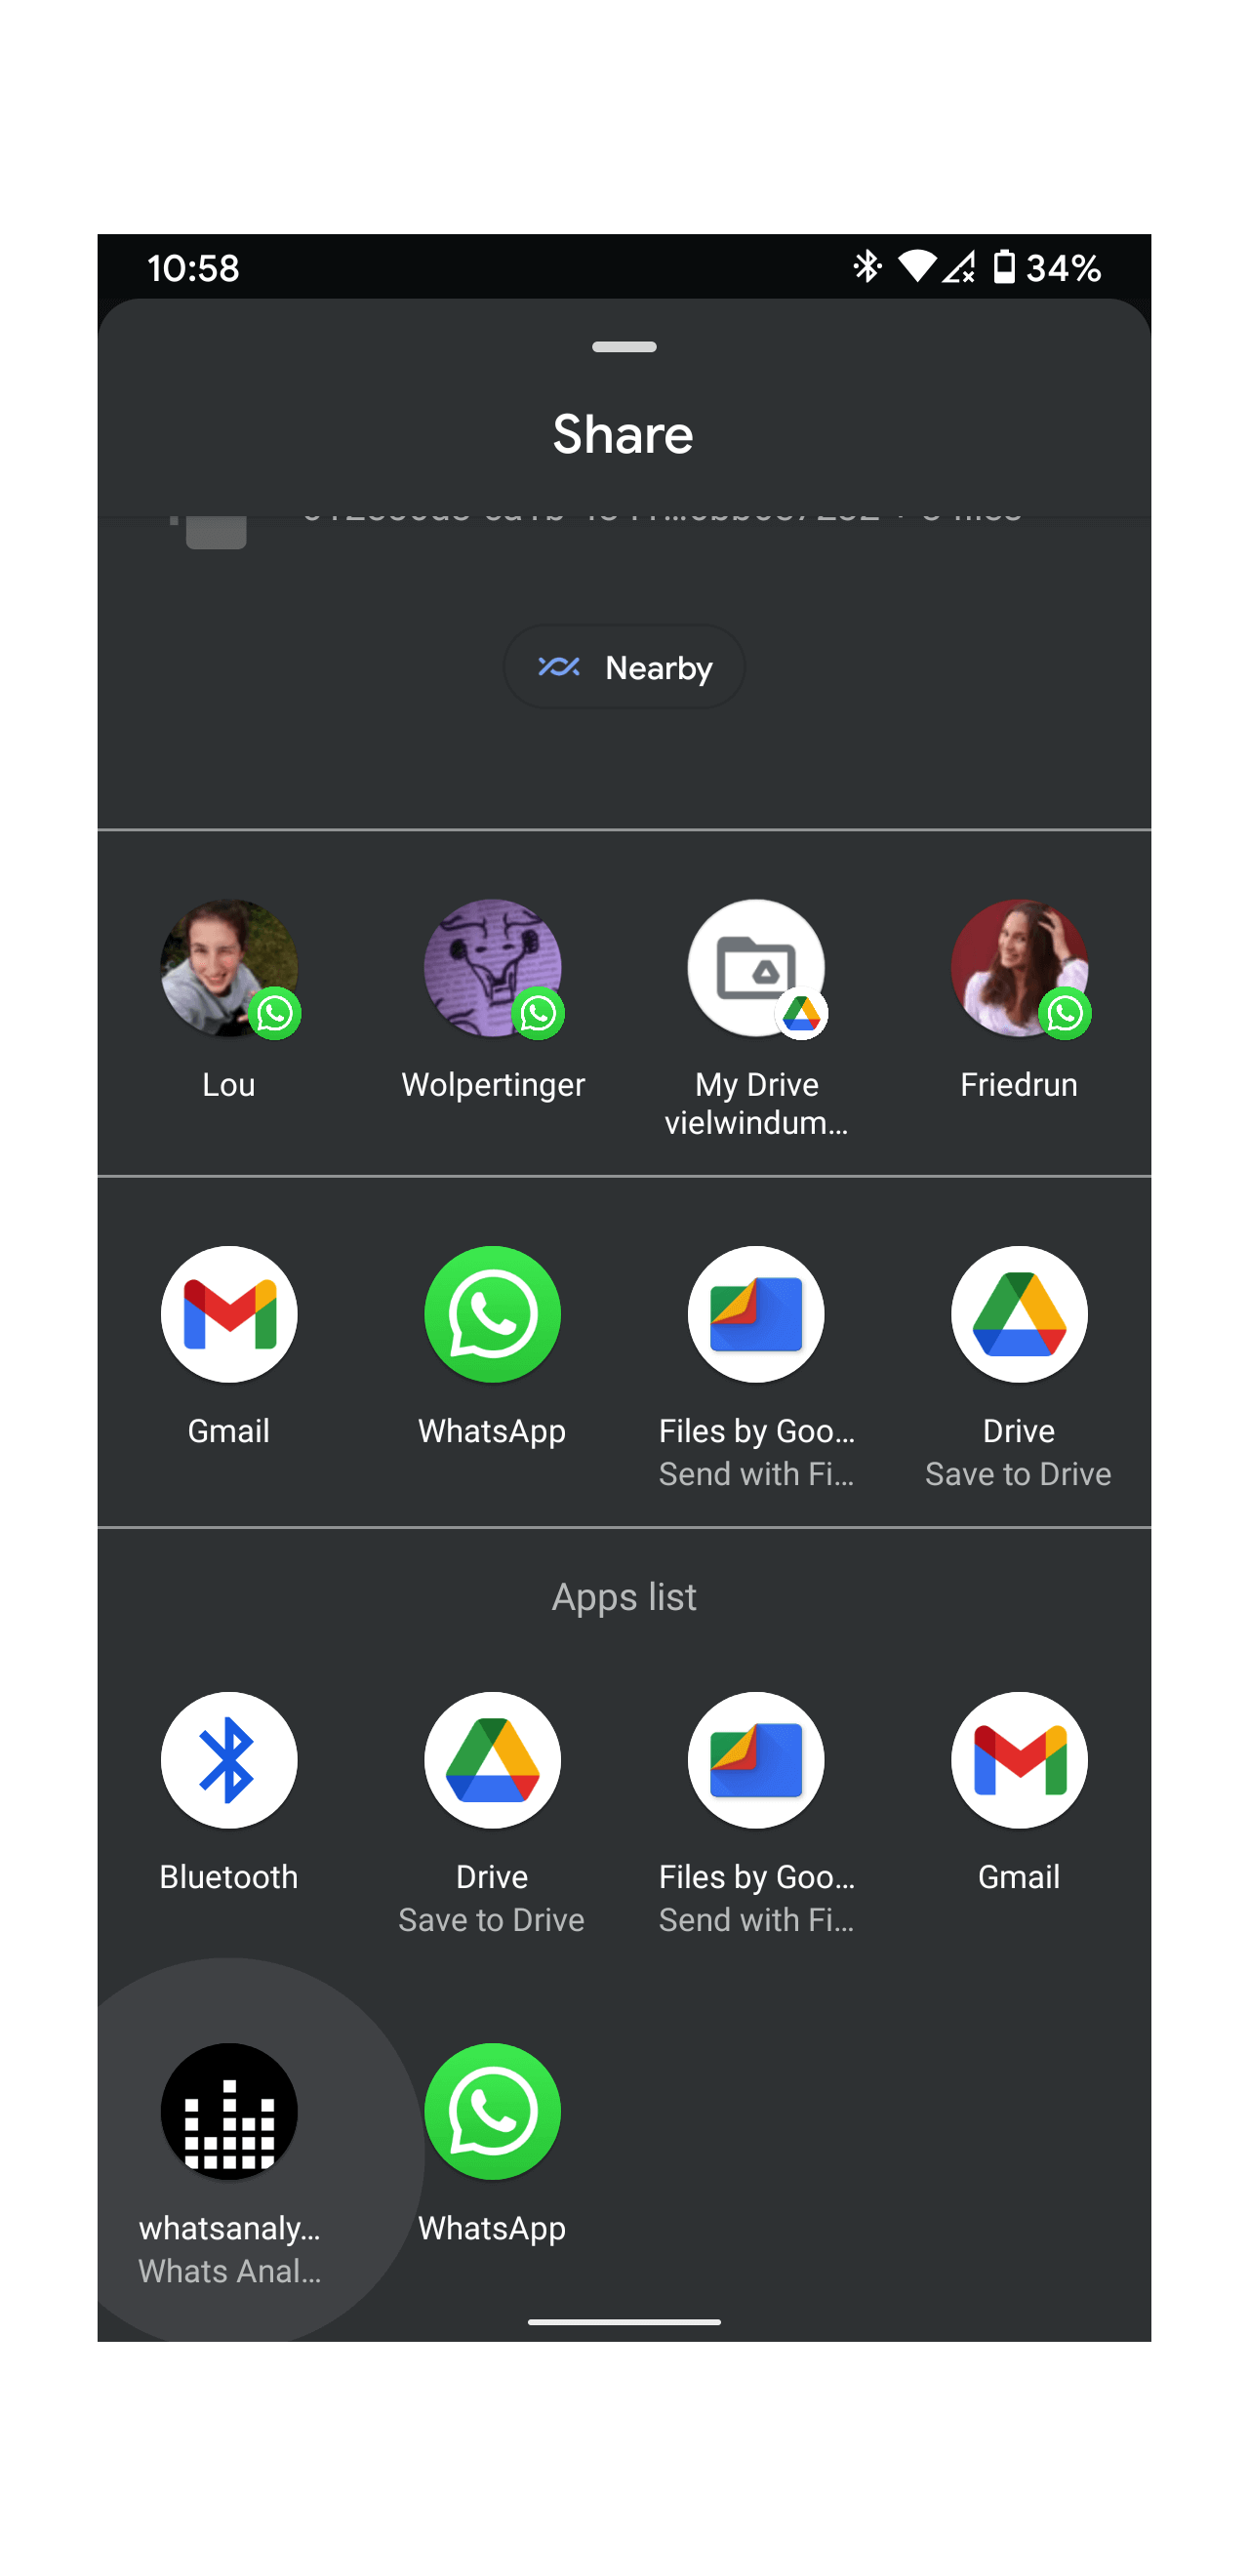 10:58
34%
Share
Nearby
Lou
Wolpertinger
My Drive
vielwindum...
Friedrun
Gmail
WhatsApp
Files by Goo...
Send with Fi...
Drive
Save to Drive
Apps list
Bluetooth
Drive
Save to Drive
Files by Goo...
Send with Fi...
Gmail
whatsanaly...
Whats Anal...
WhatsApp